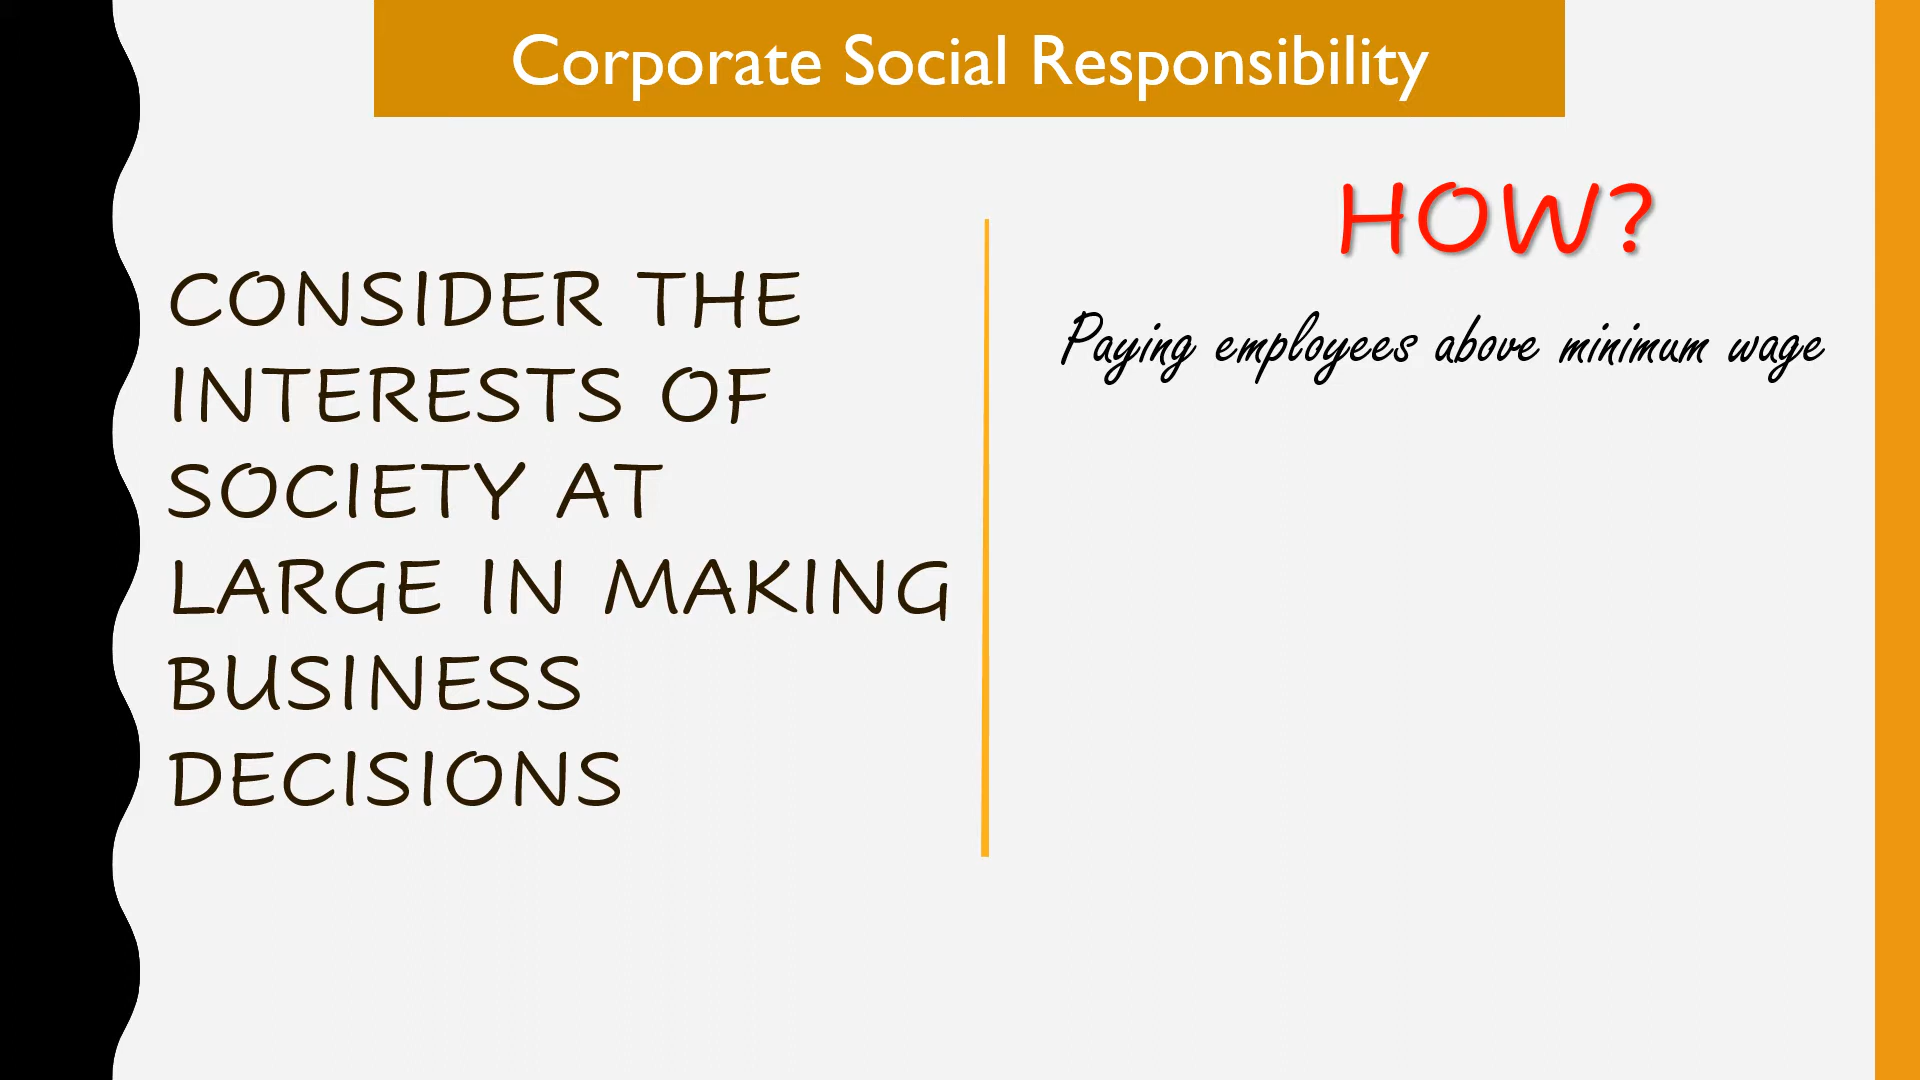 Corporate Social Responsibility
CONSIDER THE
INTERESTS OF
SOCIETY AT
LARGE IN MAKING
BUSINESS
DECISIONS
HOW?
Paying employees above minimum wage